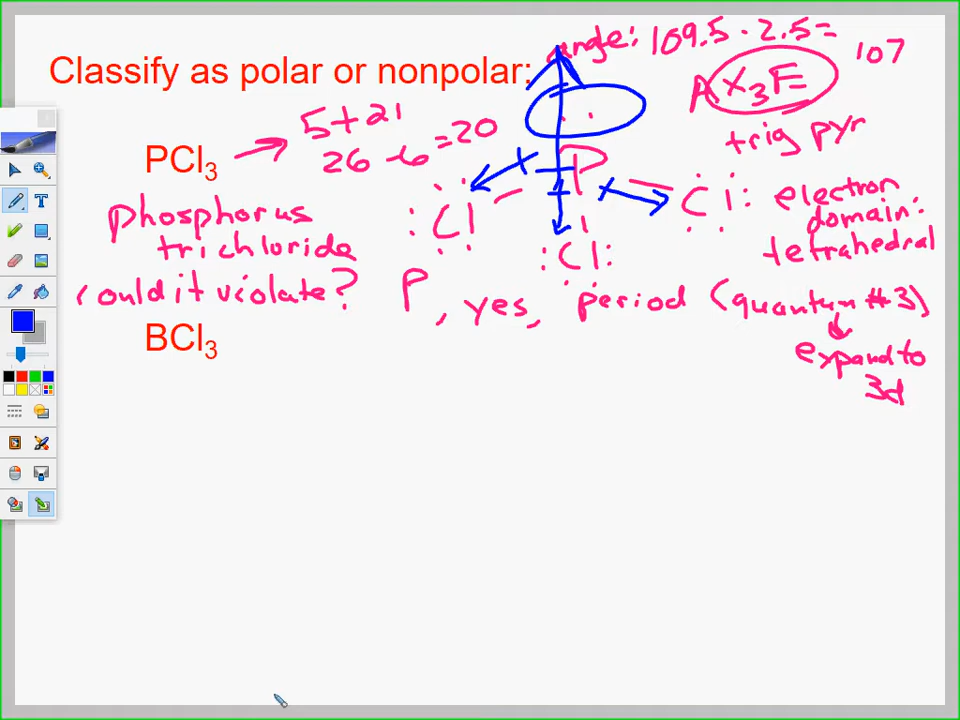 Classify as polar or nonpolar:
angle: 109.5 - 2.5 =
107
AX3E
trig pyr
PCl3
5+21
26 -6 =20
P
:Cl
Cl:
:Cl:
electron
domain:
tetrahedral
phosphorus
trichloride
could it violate? P, yes, period (quantum #3)
expand to
3d
BCl3
T